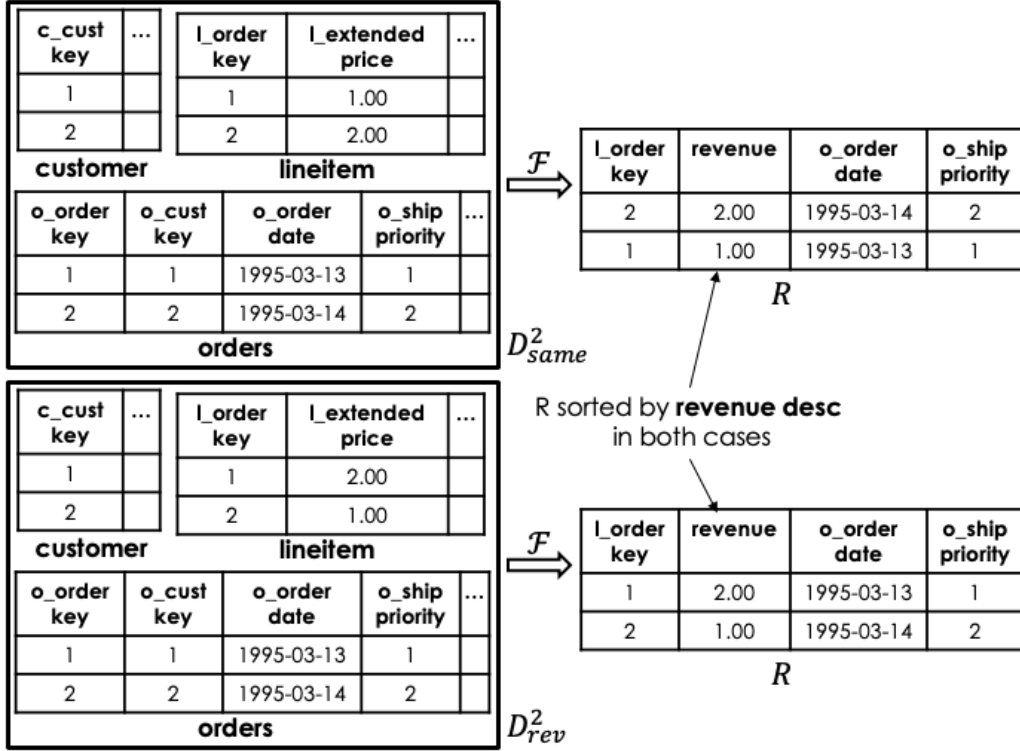 c_cust key ...
1
2
customer
l_order key l_extended price ...
1 1.00
2 2.00
lineitem
o_order key o_cust key o_order date o_ship priority ...
1 1 1995-03-13 1
2 2 1995-03-14 2
orders
D²same
ℱ
l_order key revenue o_order date o_ship priority
2 2.00 1995-03-14 2
1 1.00 1995-03-13 1
R
R sorted by revenue desc
in both cases
c_cust key ...
1
2
customer
l_order key l_extended price ...
1 2.00
2 1.00
lineitem
o_order key o_cust key o_order date o_ship priority ...
1 1 1995-03-13 1
2 2 1995-03-14 2
orders
D²rev
ℱ
l_order key revenue o_order date o_ship priority
1 2.00 1995-03-13 1
2 1.00 1995-03-14 2
R